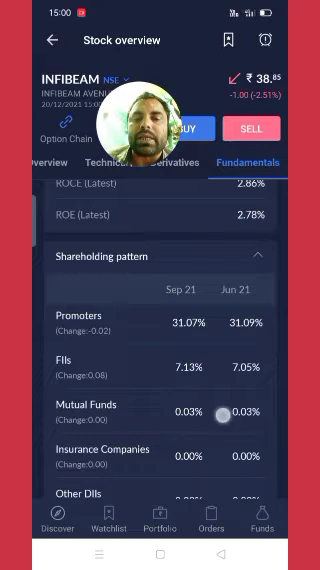 15:00
Stock overview
INFIBEAM NSE
₹ 38.85
INFIBEAM AVENU
-1.00 (-2.51%)
20/12/2021 15:00
Option Chain
BUY
SELL
verview
Technic
erivatives
Fundamentals
ROCE (Latest) 2.86%
ROE (Latest) 2.78%
Shareholding pattern
Sep 21 Jun 21
Promoters
(Change:-0.02)
31.07% 31.09%
FIIs
(Change:0.08)
7.13% 7.05%
Mutual Funds
(Change:0.00)
0.03% 0.03%
Insurance Companies
(Change:0.00)
0.00% 0.00%
Other DIIs
Discover Watchlist Portfolio Orders Funds